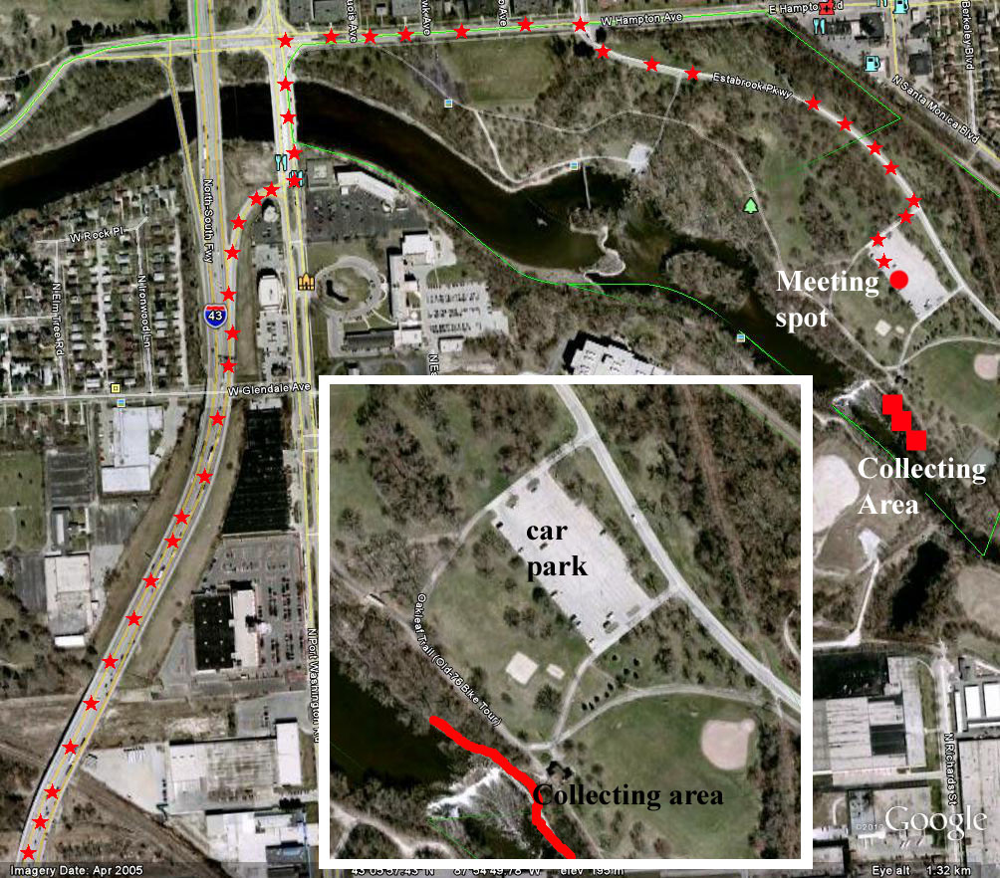 W Hampton Ave
E Hampton Rd
Berkeley Blvd
N Santa Monica Blvd
Estabrook Pkwy
W Rock Pl
North-South Fwy
N Elm Tree Rd
N Ironwood Ln
43
Meeting
spot
W Glendale Ave
Collecting
Area
car
park
Oakleaf Trail (Old-76 Bike Tour)
Collecting area
N Port Washington Rd
N Richards St
©2010 Google
Imagery Date: Apr 2005
43°05'57.43" N 87°54'49.78" W elev 195 m
Eye alt 1.32 km